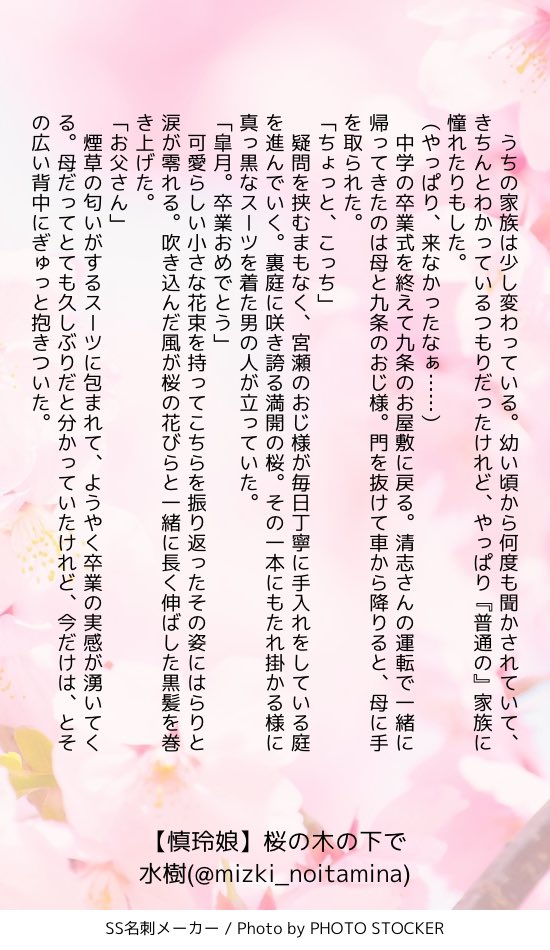 うちの家族は少し変わっている。幼い頃から何度も聞かされていて、
きちんとわかっているつもりだったけれど、やっぱり『普通の』家族に
憧れたりもした。
(やっぱり、来なかったなぁ……)
中学の卒業式を終えて九条のお屋敷に戻る。清志さんの運転で一緒に
帰ってきたのは母と九条のおじ様。門を抜けて車から降りると、母に手
を取られた。
「ちょっと、こっち」
疑問を挟むまもなく、宮瀬のおじ様が毎日丁寧に手入れをしている庭
を進んでいく。裏庭に咲き誇る満開の桜。その一本にもたれ掛かる様に
真っ黒なスーツを着た男の人が立っていた。
「皐月。卒業おめでとう」
可愛らしい小さな花束を持ってこちらを振り返ったその姿にはらりと
涙が零れる。吹き込んだ風が桜の花びらと一緒に長く伸ばした黒髪を巻
き上げた。
「お父さん」
煙草の匂いがするスーツに包まれて、ようやく卒業の実感が湧いてく
る。母だってとても久しぶりだと分かっていたけれど、今だけは、とそ
の広い背中にぎゅっと抱きついた。
【慎玲娘】桜の木の下で
水樹(@mizki_noitamina)
SS名刺メーカー / Photo by PHOTO STOCKER